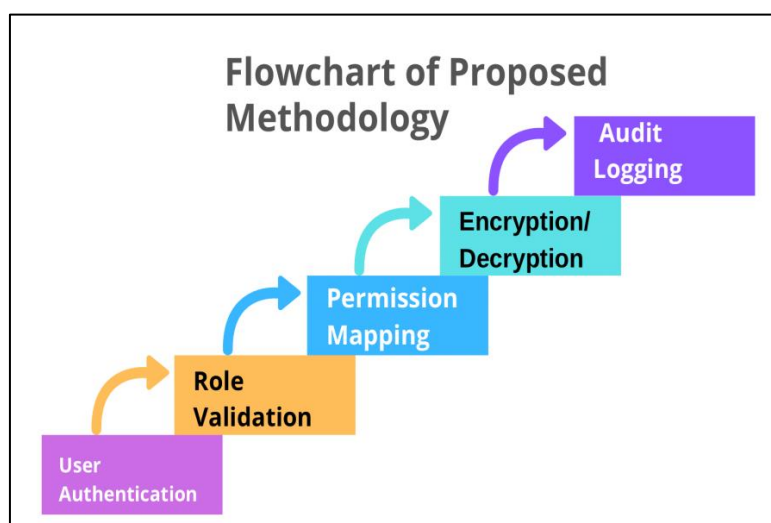 Flowchart of Proposed
Methodology
Audit
Logging
Encryption/
Decryption
Permission
Mapping
Role
Validation
User
Authentication